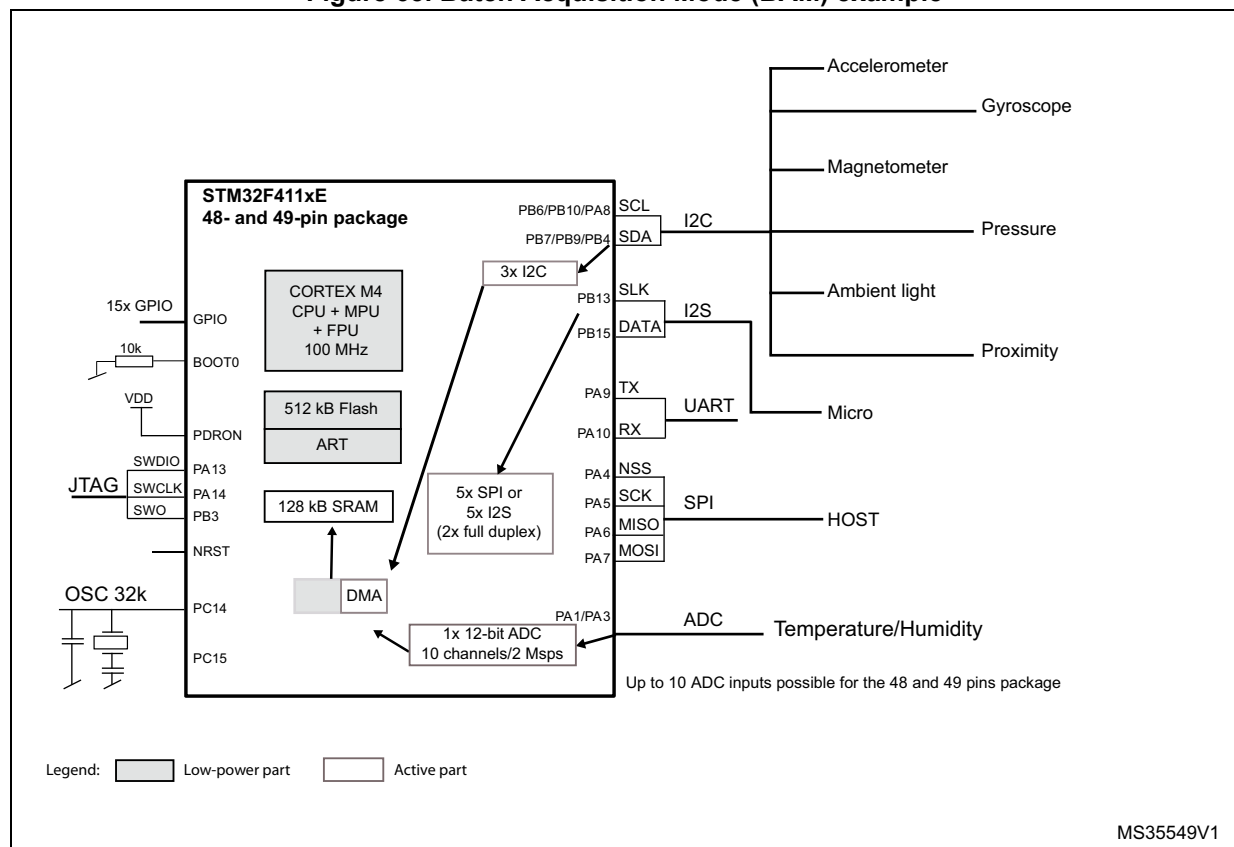 STM32F411xE
48- and 49-pin package
CORTEX M4
CPU + MPU
+ FPU
100 MHz
512 kB Flash
ART
128 kB SRAM
DMA
3x I2C
5x SPI or
5x I2S
(2x full duplex)
1x 12-bit ADC
10 channels/2 Msps
15x GPIO
GPIO
10k
BOOT0
VDD
PDRON
JTAG
SWDIO
PA13
SWCLK
PA14
SWO
PB3
NRST
OSC 32k
PC14
PC15
PB6/PB10/PA8
SCL
PB7/PB9/PB4
SDA
I2C
PB13
SLK
PB15
DATA
I2S
PA9
TX
PA10
RX
UART
PA4
NSS
PA5
SCK
PA6
MISO
PA7
MOSI
SPI
PA1/PA3
ADC
Accelerometer
Gyroscope
Magnetometer
Pressure
Ambient light
Proximity
Micro
HOST
Temperature/Humidity
Up to 10 ADC inputs possible for the 48 and 49 pins package
Legend:
Low-power part
Active part
MS35549V1